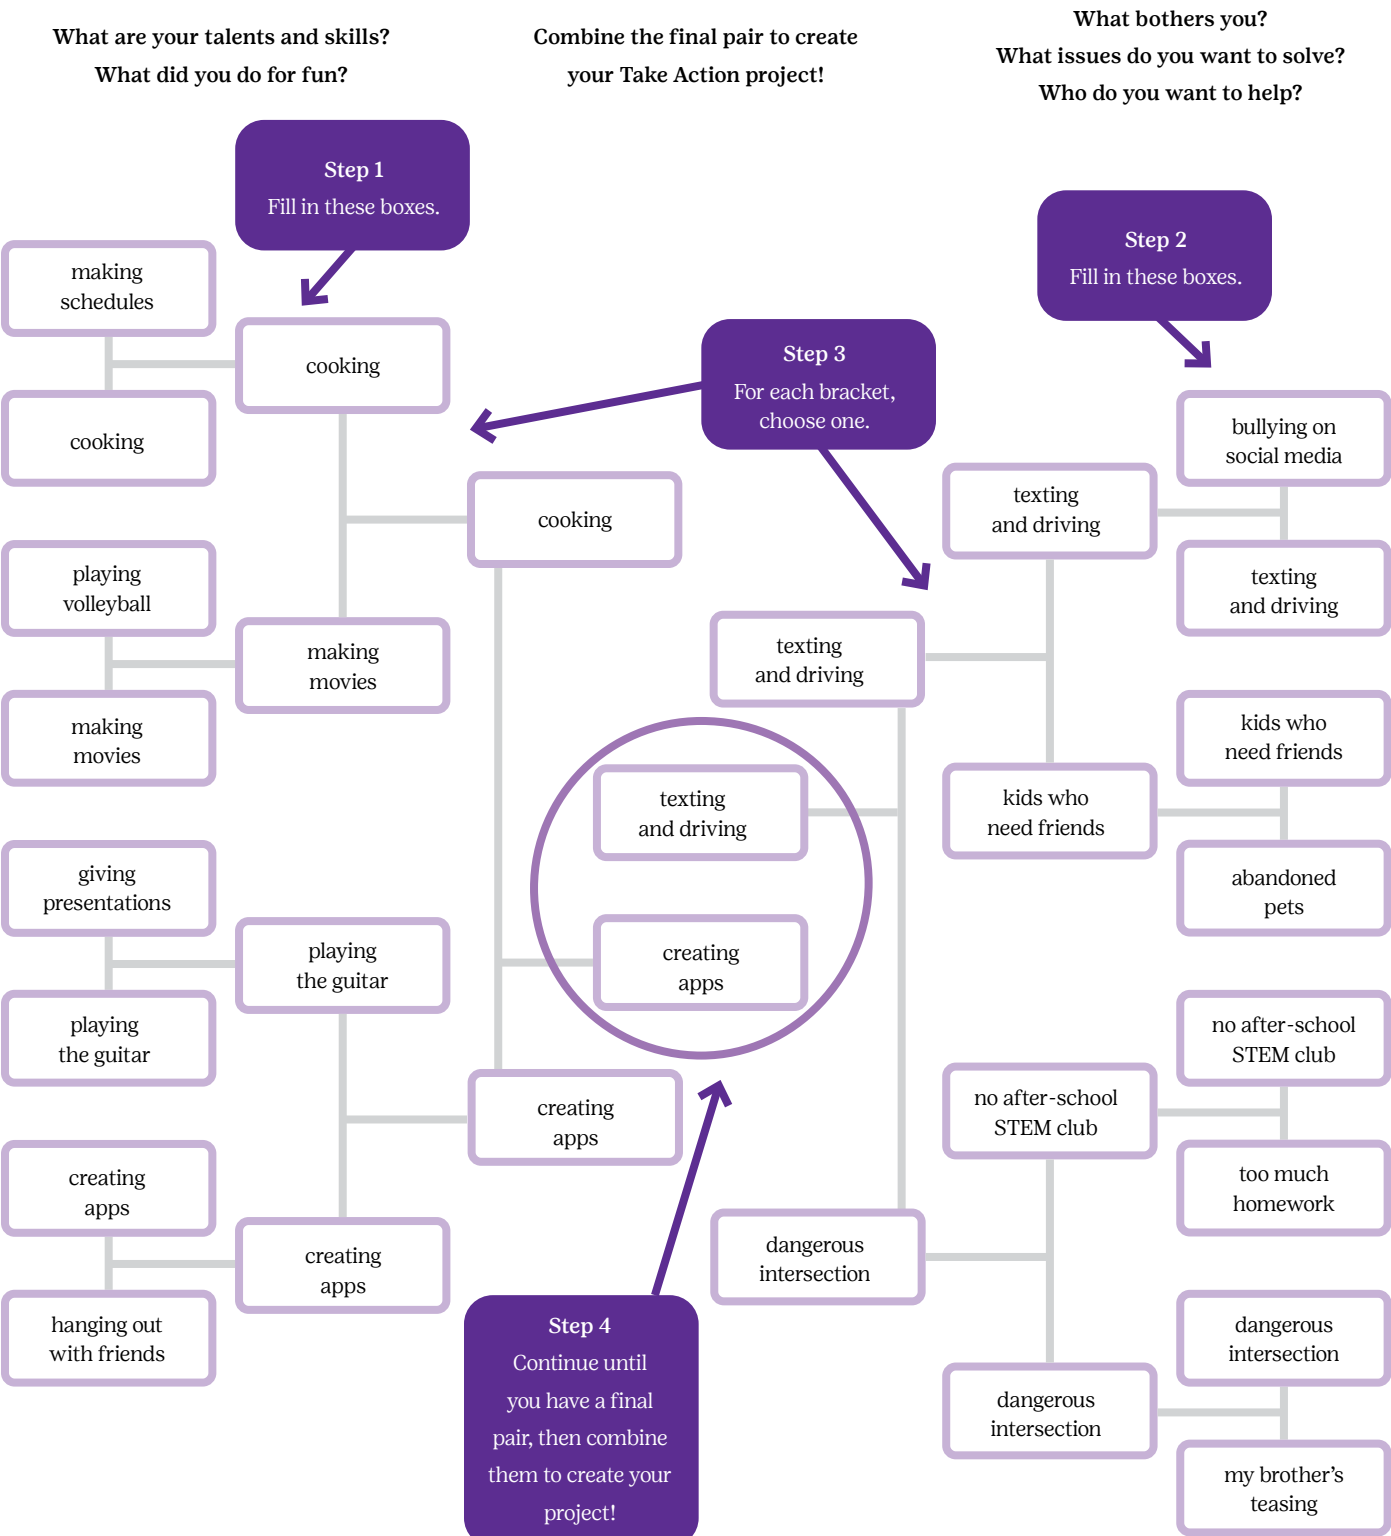 What are your talents and skills?
What did you do for fun?
Combine the final pair to create
your Take Action project!
What bothers you?
What issues do you want to solve?
Who do you want to help?
Step 1
Fill in these boxes.
Step 2
Fill in these boxes.
Step 3
For each bracket,
choose one.
making
schedules
cooking
cooking
playing
volleyball
making
movies
making
movies
cooking
giving
presentations
playing
the guitar
playing
the guitar
creating
apps
hanging out
with friends
creating
apps
creating
apps
texting
and driving
creating
apps
texting
and driving
dangerous
intersection
texting
and driving
bullying on
social media
texting
and driving
kids who
need friends
kids who
need friends
abandoned
pets
no after-school
STEM club
no after-school
STEM club
too much
homework
dangerous
intersection
dangerous
intersection
my brother’s
teasing
Step 4
Continue until
you have a final
pair, then combine
them to create your
project!